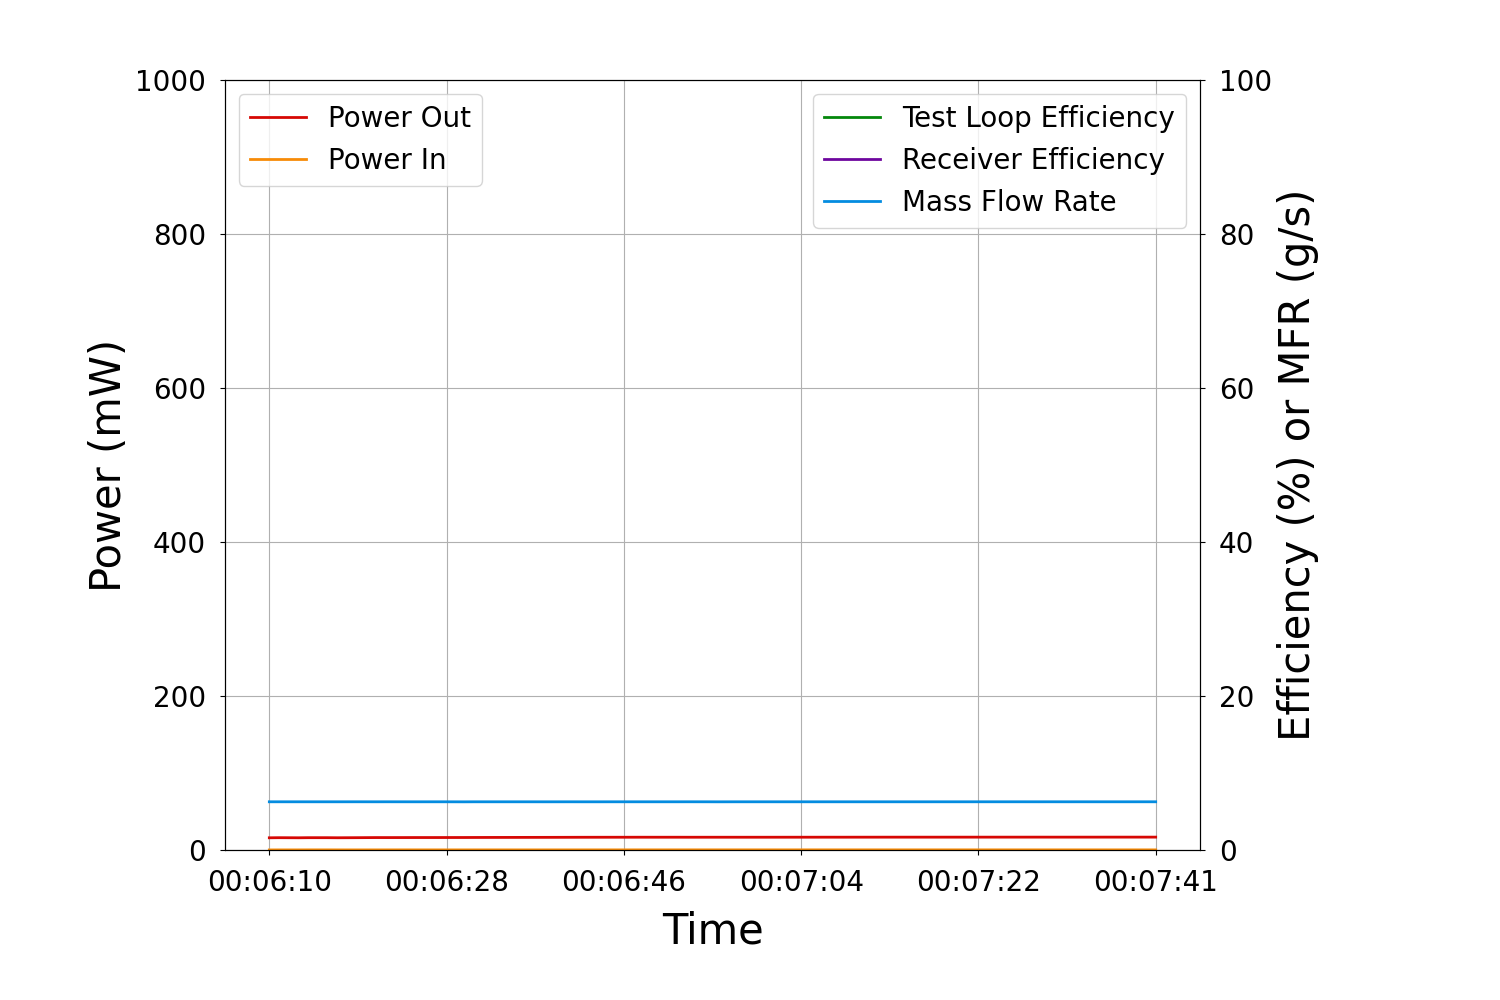 1000
800
600
400
200
0
Power (mW)
Power Out
Power In
Test Loop Efficiency
Receiver Efficiency
Mass Flow Rate
100
80
60
40
20
0
Efficiency (%) or MFR (g/s)
00:06:10 00:06:28 00:06:46 00:07:04 00:07:22 00:07:41
Time